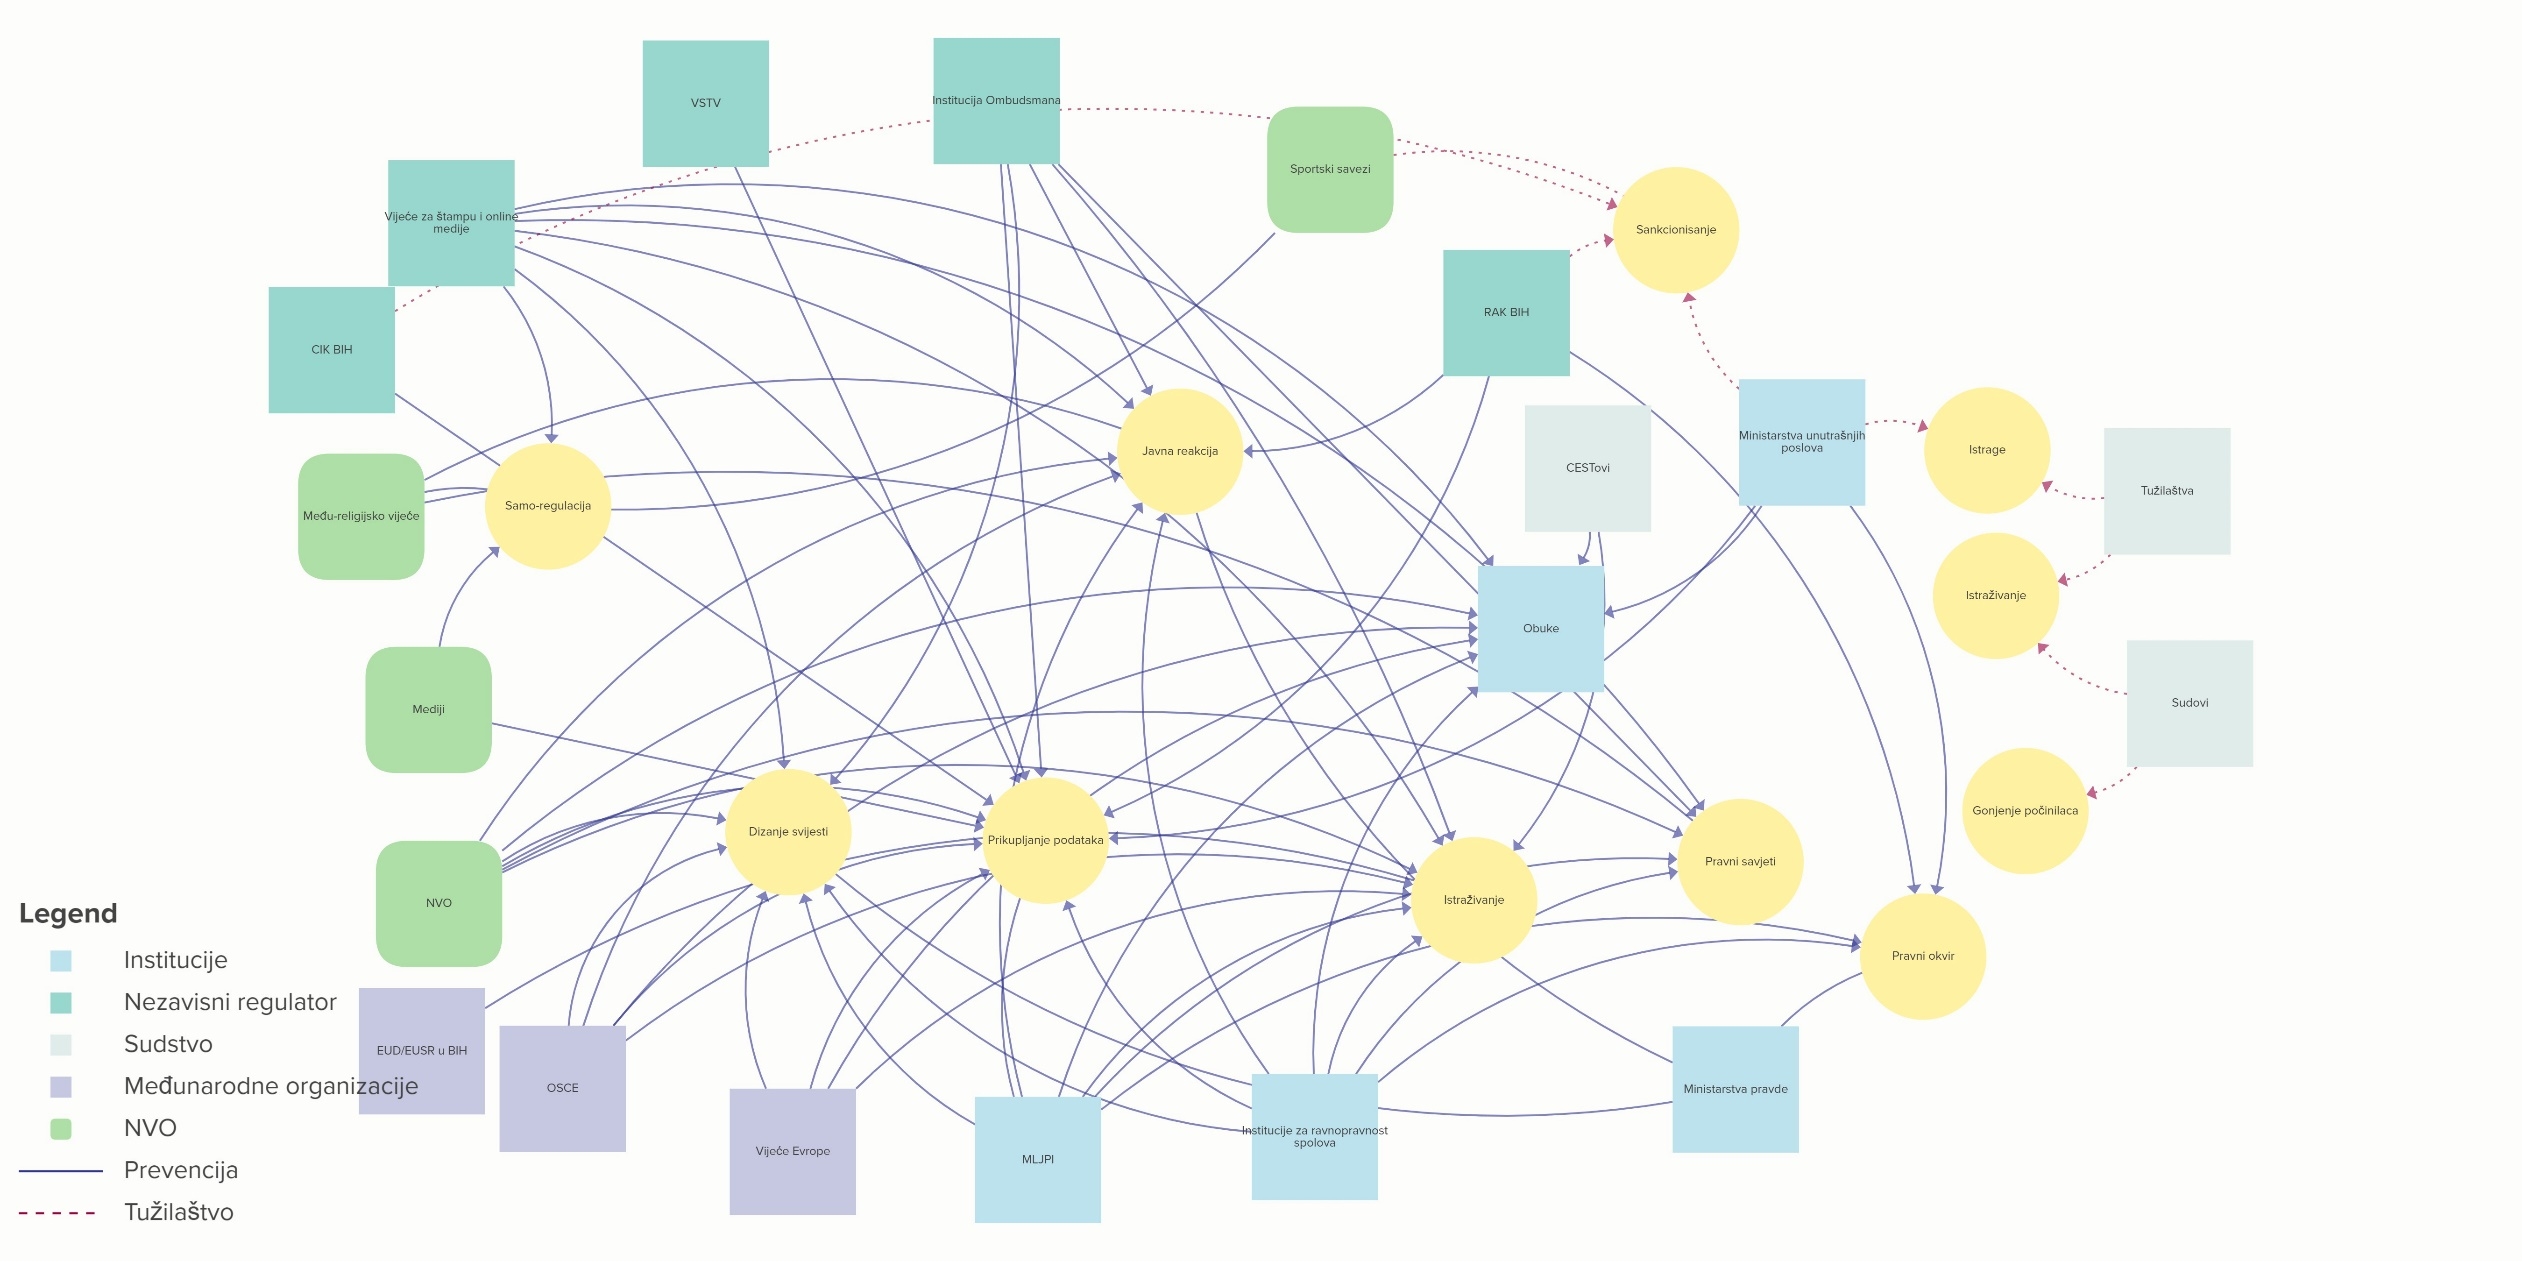 VSTV
Institucija Ombudsmana
Sportski savezi
Vijeće za štampu i online
medije
Sankcionisanje
RAK BIH
CIK BIH
Ministarstva unutrašnjih
poslova
Javna reakcija
Istrage
CESTovi
Tužilaštva
Samo-regulacija
Među-religijsko vijeće
Istraživanje
Obuke
Sudovi
Mediji
Gonjenje počinilaca
Dizanje svijesti
Prikupljanje podataka
Pravni savjeti
Istraživanje
NVO
Pravni okvir
EUD/EUSR u BIH
OSCE
Ministarstva pravde
Vijeće Evrope
Institucije za ravnopravnost
spolova
MLJPI
Legend
Institucije
Nezavisni regulator
Sudstvo
Međunarodne organizacije
NVO
Prevencija
Tužilaštvo